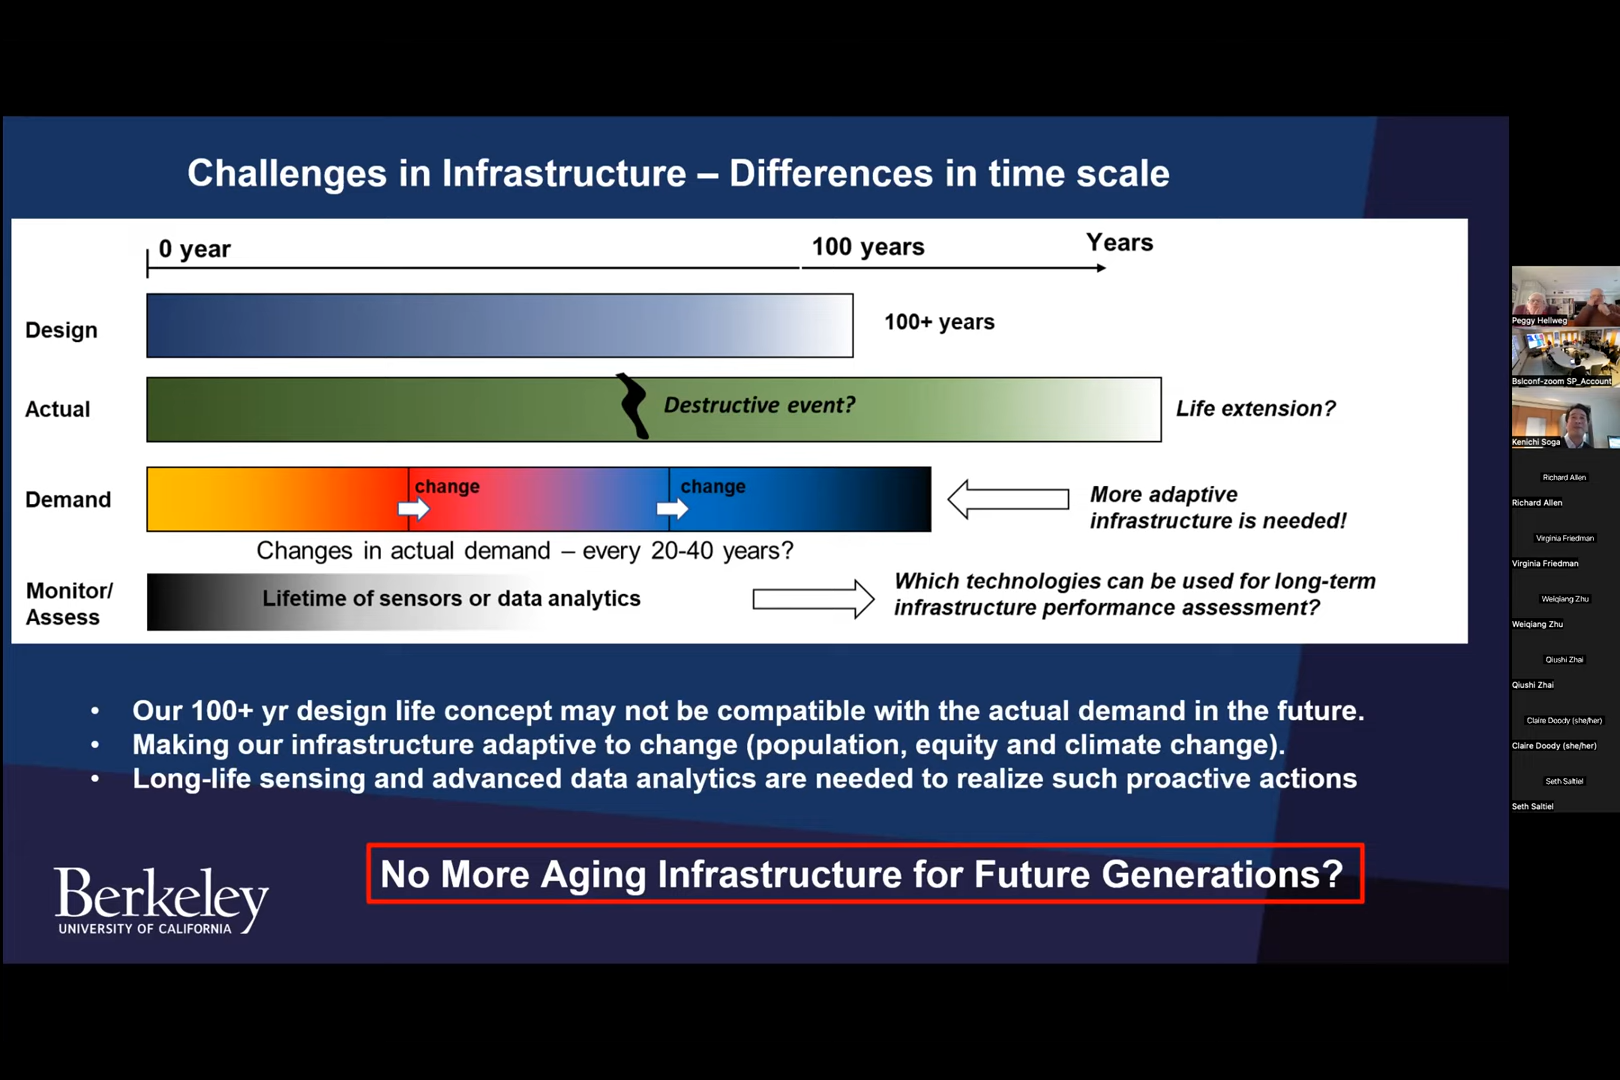 Challenges in Infrastructure – Differences in time scale
0 year
100 years
Years
Design
100+ years
Actual
Destructive event?
Life extension?
Demand
change
change
More adaptive
infrastructure is needed!
Changes in actual demand – every 20-40 years?
Monitor/
Assess
Lifetime of sensors or data analytics
Which technologies can be used for long-term
infrastructure performance assessment?
• Our 100+ yr design life concept may not be compatible with the actual demand in the future.
• Making our infrastructure adaptive to change (population, equity and climate change).
• Long-life sensing and advanced data analytics are needed to realize such proactive actions
No More Aging Infrastructure for Future Generations?
Berkeley
UNIVERSITY OF CALIFORNIA
Peggy Hellweg
Bslconf-zoom SP_Account
Kenichi Soga
Richard Allen
Richard Allen
Virginia Friedman
Virginia Friedman
Weiqiang Zhu
Weiqiang Zhu
Qiushi Zhai
Qiushi Zhai
Claire Doody (she/her)
Claire Doody (she/her)
Seth Saltiel
Seth Saltiel